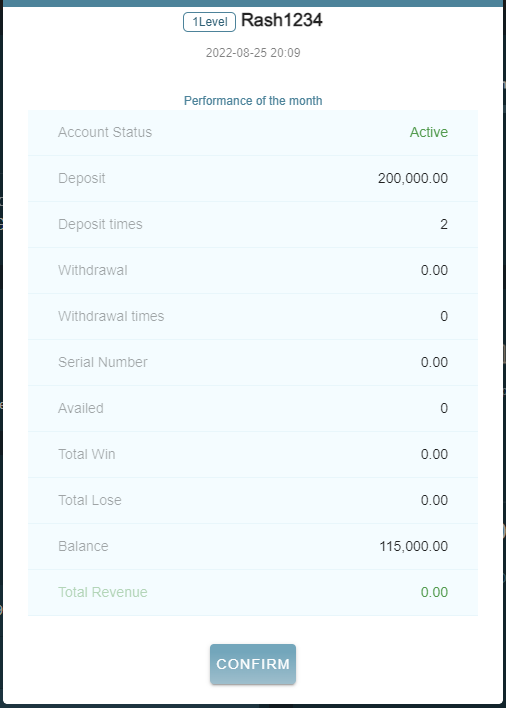 1Level Rash1234
2022-08-25 20:09
Performance of the month
Account Status Active
Deposit 200,000.00
Deposit times 2
Withdrawal 0.00
Withdrawal times 0
Serial Number 0.00
Availed 0
Total Win 0.00
Total Lose 0.00
Balance 115,000.00
Total Revenue 0.00
CONFIRM